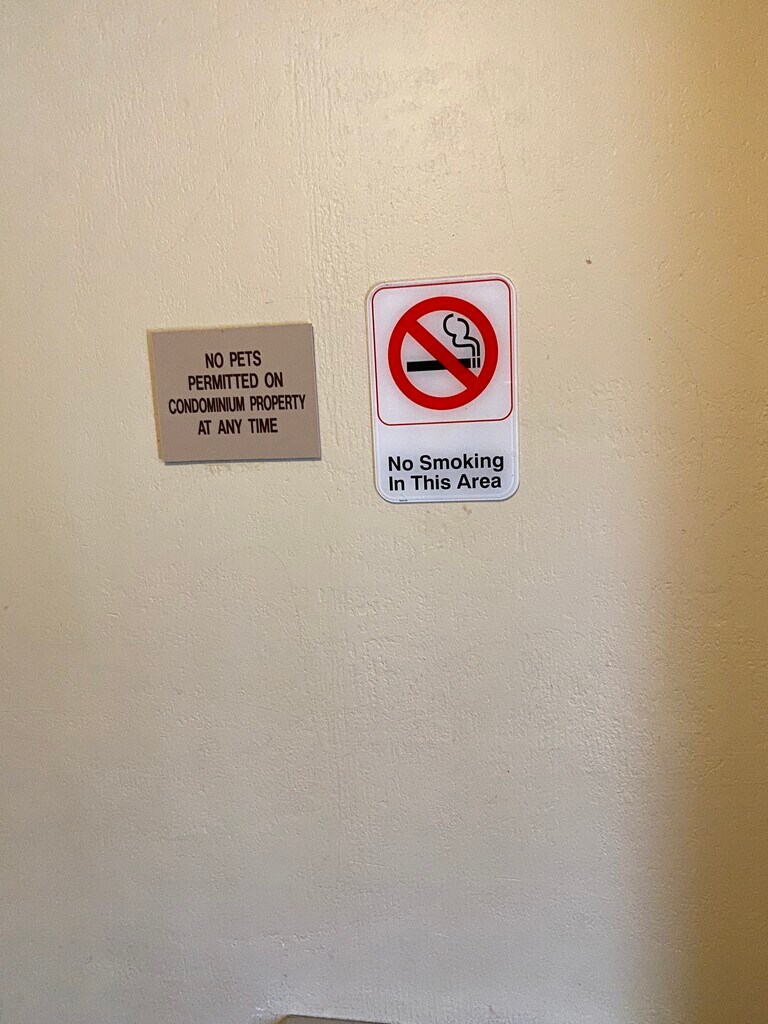 NO PETS
PERMITTED ON
CONDOMINIUM PROPERTY
AT ANY TIME
No Smoking
In This Area